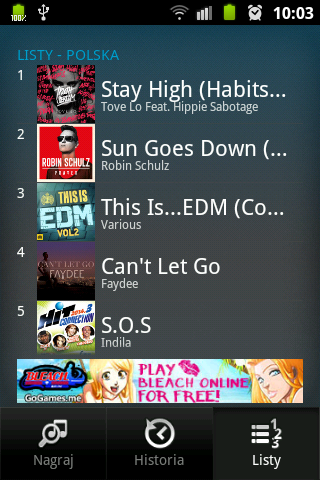 100%
10:03
LISTY - POLSKA
1
Stay High (Habits...
Tove Lo Feat. Hippie Sabotage
2
ROBIN SCHULZ
PRAYER
Sun Goes Down (...
Robin Schulz
3
THIS IS
EDM
VOL2
This Is...EDM (Co...
Various
4
CAN'T LET GO
FAYDEE
Can't Let Go
Faydee
5
HIT
CONNECTION
S.O.S
Indila
BLEACH
GoGames.me
PLAY
BLEACH ONLINE
FOR FREE!
Nagraj
Historia
1
2
3
Listy